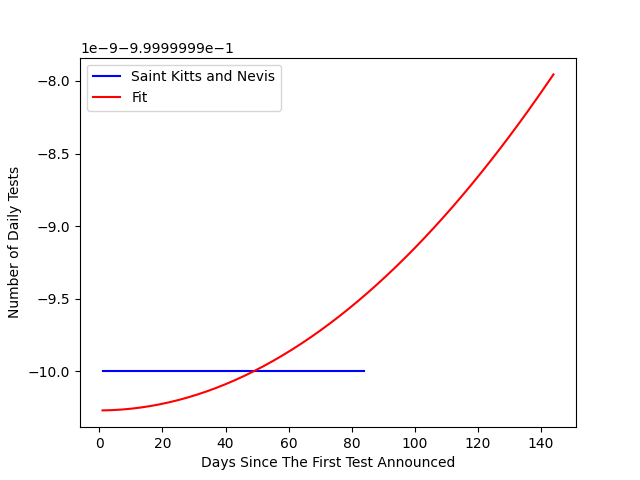 1e−9−9.9999999e−1
Saint Kitts and Nevis
Fit
−8.0
−8.5
−9.0
−9.5
−10.0
Number of Daily Tests
0 20 40 60 80 100 120 140
Days Since The First Test Announced